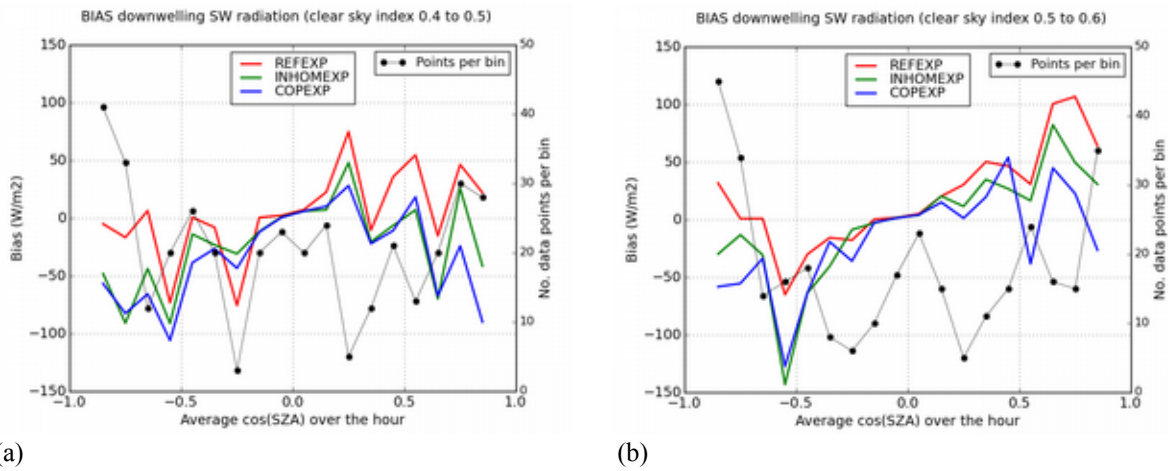 BIAS downwelling SW radiation (clear sky index 0.4 to 0.5)
150
100
50
0
−50
−100
−150
Bias (W/m2)
REFEXP
INHOMEXP
COPEXP
Points per bin
50
40
30
20
10
0
No. data points per bin
−1.0
−0.5
0.0
0.5
1.0
Average cos(SZA) over the hour
(a)
BIAS downwelling SW radiation (clear sky index 0.5 to 0.6)
150
100
50
0
−50
−100
−150
Bias (W/m2)
REFEXP
INHOMEXP
COPEXP
Points per bin
50
40
30
20
10
0
No. data points per bin
−1.0
−0.5
0.0
0.5
1.0
Average cos(SZA) over the hour
(b)